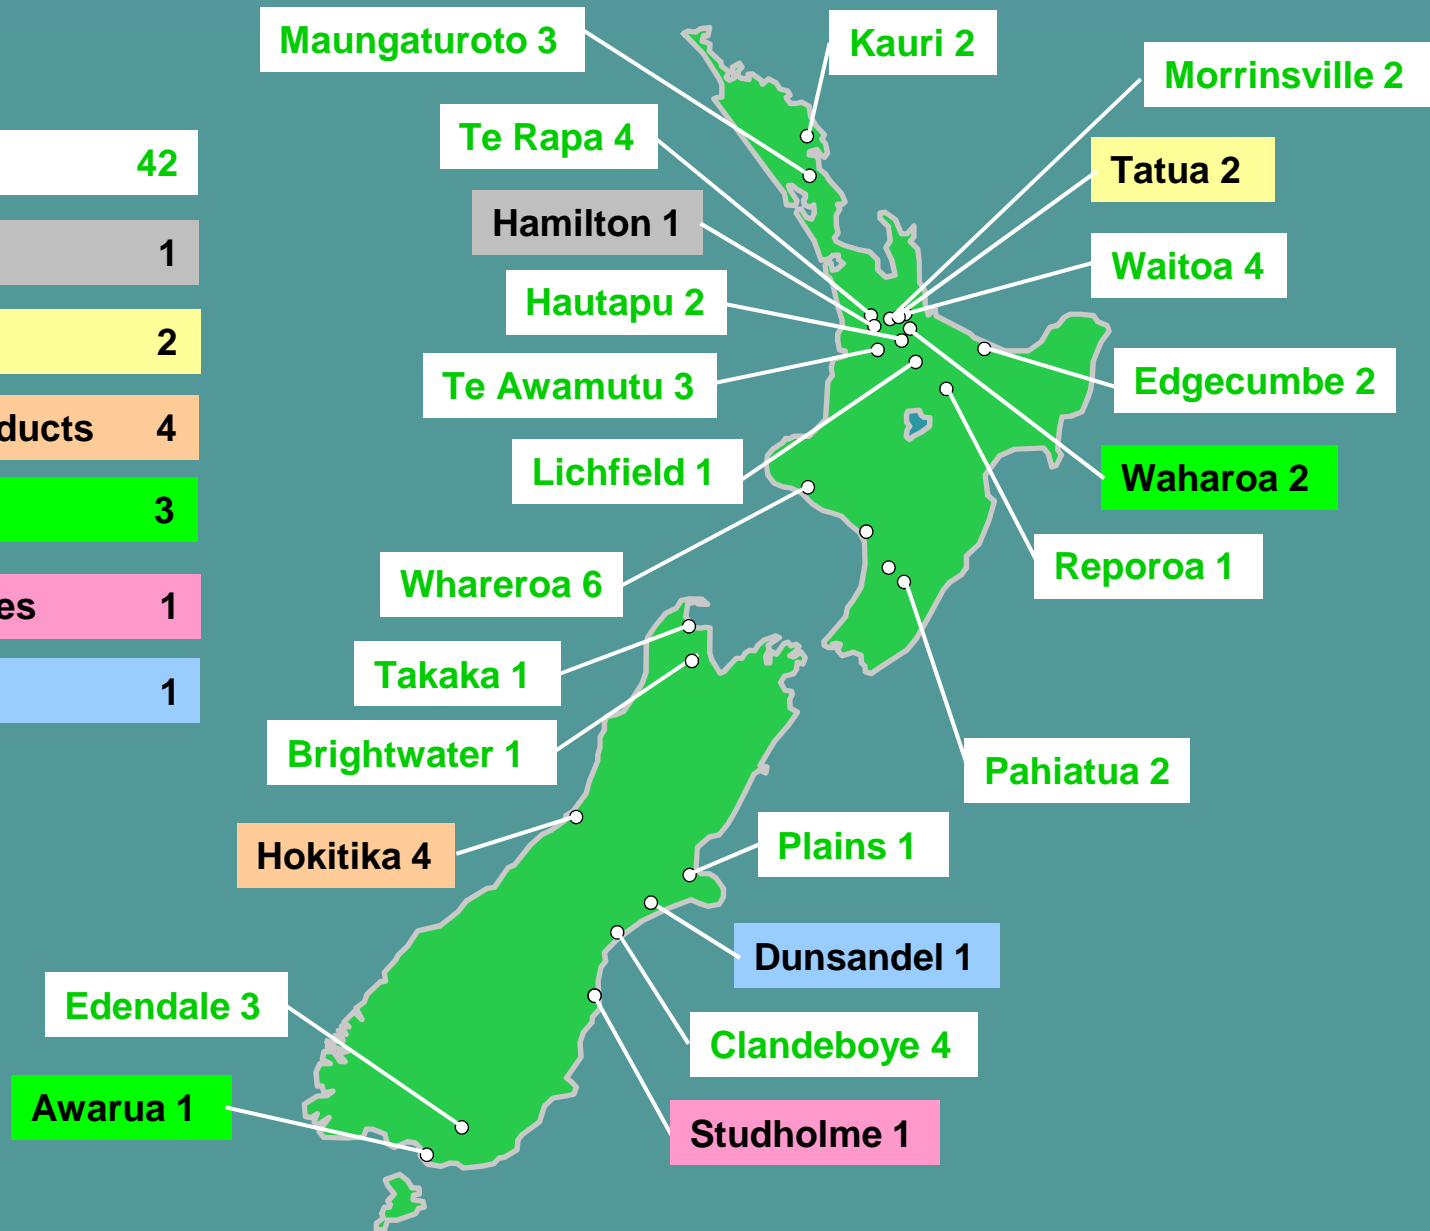 Maungaturoto 3
Kauri 2
Morrinsville 2
Te Rapa 4
42
Tatua 2
Hamilton 1
1
Waitoa 4
Hautapu 2
2
Te Awamutu 3
Edgecumbe 2
ducts 4
Lichfield 1
Waharoa 2
3
Reporoa 1
Whareroa 6
es 1
Takaka 1
1
Brightwater 1
Pahiatua 2
Plains 1
Hokitika 4
Dunsandel 1
Edendale 3
Clandeboye 4
Awarua 1
Studholme 1